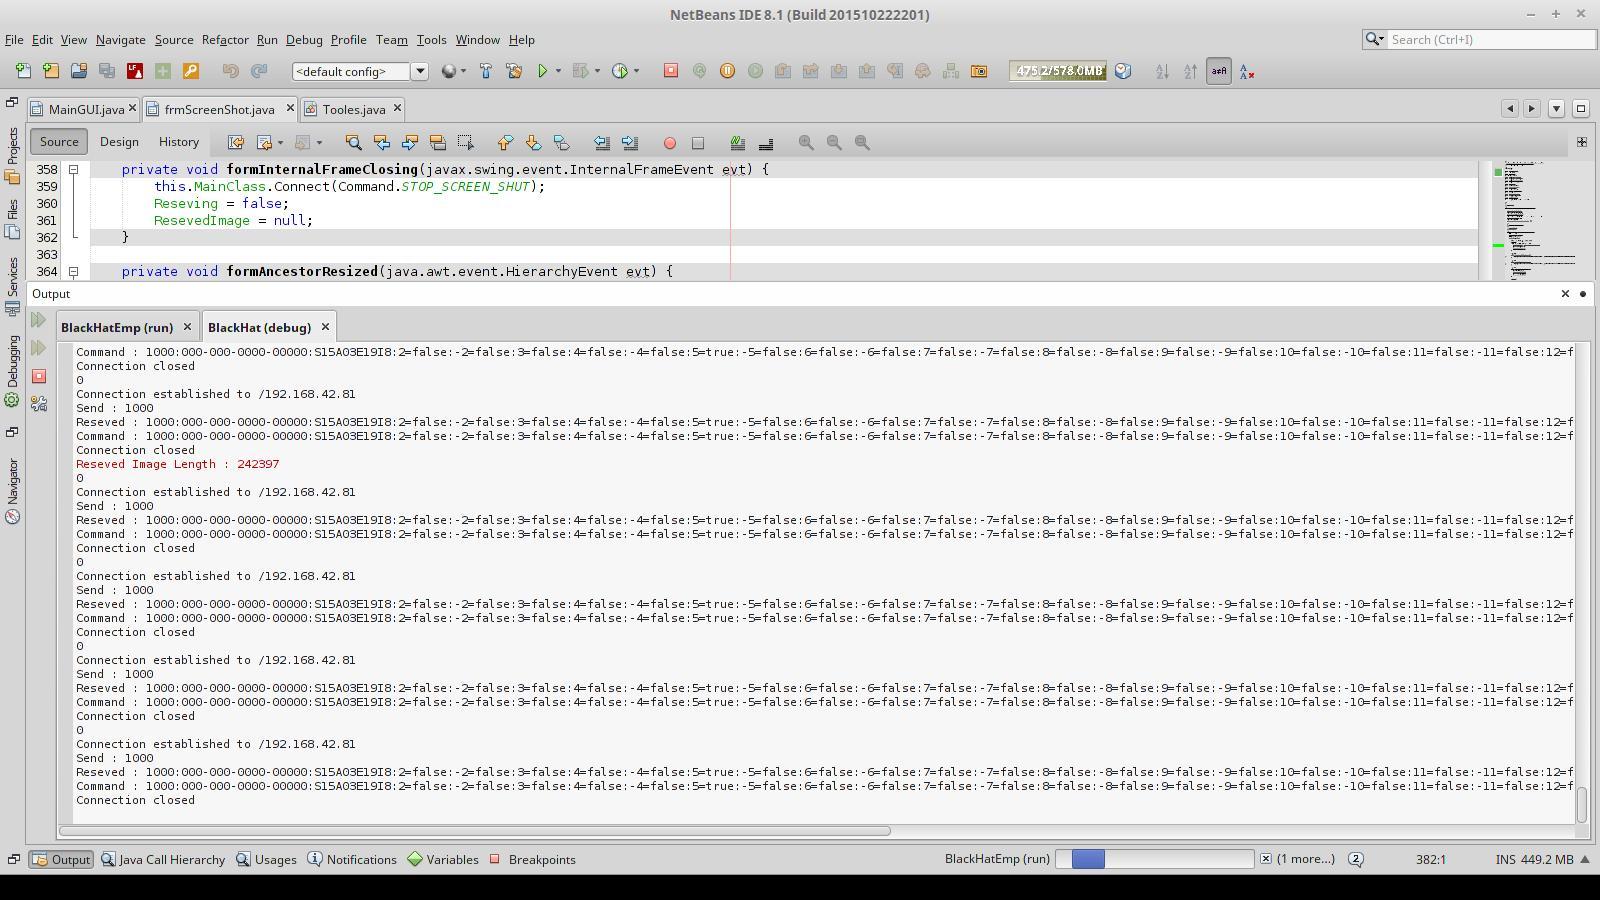 NetBeans IDE 8.1 (Build 201510222201)
File Edit View Navigate Source Refactor Run Debug Profile Team Tools Window Help
Search (Ctrl+I)
<default config>
475.2/578.0MB
MainGUI.java
frmScreenShot.java
Tooles.java
Projects
Files
Services
Debugging
Navigator
Source Design History
358 private void formInternalFrameClosing(javax.swing.event.InternalFrameEvent evt) {
359 this.MainClass.Connect(Command.STOP_SCREEN_SHUT);
360 Reseving = false;
361 ResevedImage = null;
362 }
363
364 private void formAncestorResized(java.awt.event.HierarchyEvent evt) {
Output
BlackHatEmp (run)
BlackHat (debug)
Command : 1000:000-000-0000-00000:S15A03E19I8:2=false:-2=false:3=false:4=false:-4=false:5=true:-5=false:6=false:-6=false:7=false:-7=false:8=false:-8=false:9=false:-9=false:10=false:-10=false:11=false:-11=false:12=f
Connection closed
0
Connection established to /192.168.42.81
Send : 1000
Reseved : 1000:000-000-0000-00000:S15A03E19I8:2=false:-2=false:3=false:4=false:-4=false:5=true:-5=false:6=false:-6=false:7=false:-7=false:8=false:-8=false:9=false:-9=false:10=false:-10=false:11=false:-11=false:12=f
Command : 1000:000-000-0000-00000:S15A03E19I8:2=false:-2=false:3=false:4=false:-4=false:5=true:-5=false:6=false:-6=false:7=false:-7=false:8=false:-8=false:9=false:-9=false:10=false:-10=false:11=false:-11=false:12=f
Connection closed
Reseved Image Length : 242397
0
Connection established to /192.168.42.81
Send : 1000
Reseved : 1000:000-000-0000-00000:S15A03E19I8:2=false:-2=false:3=false:4=false:-4=false:5=true:-5=false:6=false:-6=false:7=false:-7=false:8=false:-8=false:9=false:-9=false:10=false:-10=false:11=false:-11=false:12=f
Command : 1000:000-000-0000-00000:S15A03E19I8:2=false:-2=false:3=false:4=false:-4=false:5=true:-5=false:6=false:-6=false:7=false:-7=false:8=false:-8=false:9=false:-9=false:10=false:-10=false:11=false:-11=false:12=f
Connection closed
0
Connection established to /192.168.42.81
Send : 1000
Reseved : 1000:000-000-0000-00000:S15A03E19I8:2=false:-2=false:3=false:4=false:-4=false:5=true:-5=false:6=false:-6=false:7=false:-7=false:8=false:-8=false:9=false:-9=false:10=false:-10=false:11=false:-11=false:12=f
Command : 1000:000-000-0000-00000:S15A03E19I8:2=false:-2=false:3=false:4=false:-4=false:5=true:-5=false:6=false:-6=false:7=false:-7=false:8=false:-8=false:9=false:-9=false:10=false:-10=false:11=false:-11=false:12=f
Connection closed
0
Connection established to /192.168.42.81
Send : 1000
Reseved : 1000:000-000-0000-00000:S15A03E19I8:2=false:-2=false:3=false:4=false:-4=false:5=true:-5=false:6=false:-6=false:7=false:-7=false:8=false:-8=false:9=false:-9=false:10=false:-10=false:11=false:-11=false:12=f
Command : 1000:000-000-0000-00000:S15A03E19I8:2=false:-2=false:3=false:4=false:-4=false:5=true:-5=false:6=false:-6=false:7=false:-7=false:8=false:-8=false:9=false:-9=false:10=false:-10=false:11=false:-11=false:12=f
Connection closed
0
Connection established to /192.168.42.81
Send : 1000
Reseved : 1000:000-000-0000-00000:S15A03E19I8:2=false:-2=false:3=false:4=false:-4=false:5=true:-5=false:6=false:-6=false:7=false:-7=false:8=false:-8=false:9=false:-9=false:10=false:-10=false:11=false:-11=false:12=f
Command : 1000:000-000-0000-00000:S15A03E19I8:2=false:-2=false:3=false:4=false:-4=false:5=true:-5=false:6=false:-6=false:7=false:-7=false:8=false:-8=false:9=false:-9=false:10=false:-10=false:11=false:-11=false:12=f
Connection closed
Output Java Call Hierarchy Usages Notifications Variables Breakpoints BlackHatEmp (run) (1 more...) 2 382:1 INS 449.2 MB